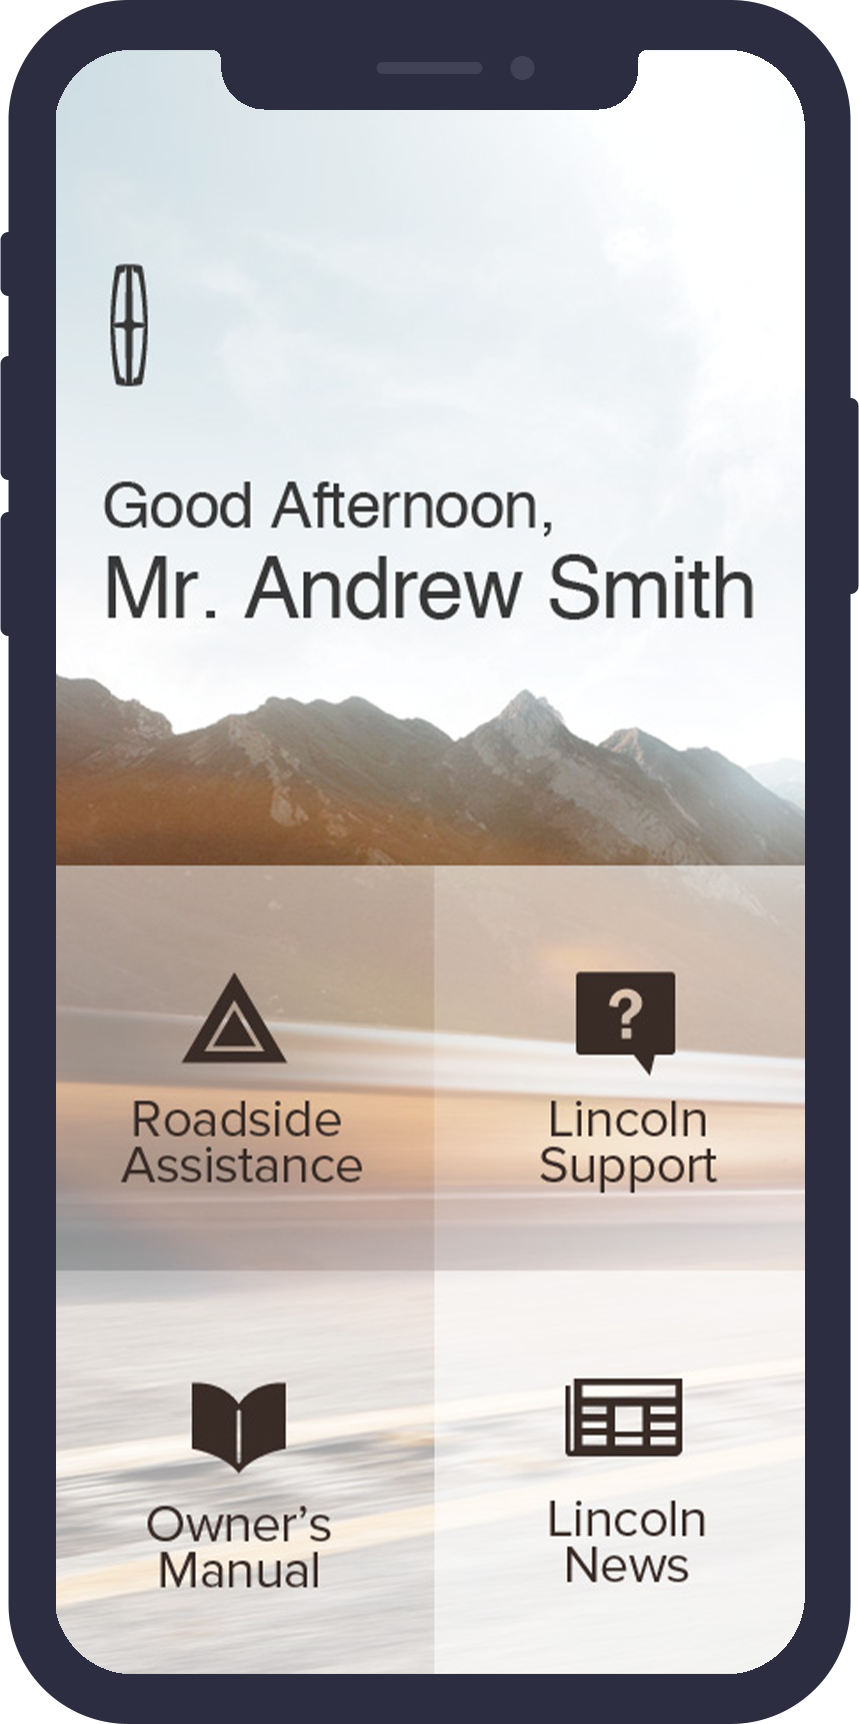 Good Afternoon,
Mr. Andrew Smith
?
Roadside
Assistance
Lincoln
Support
Owner’s
Manual
Lincoln
News